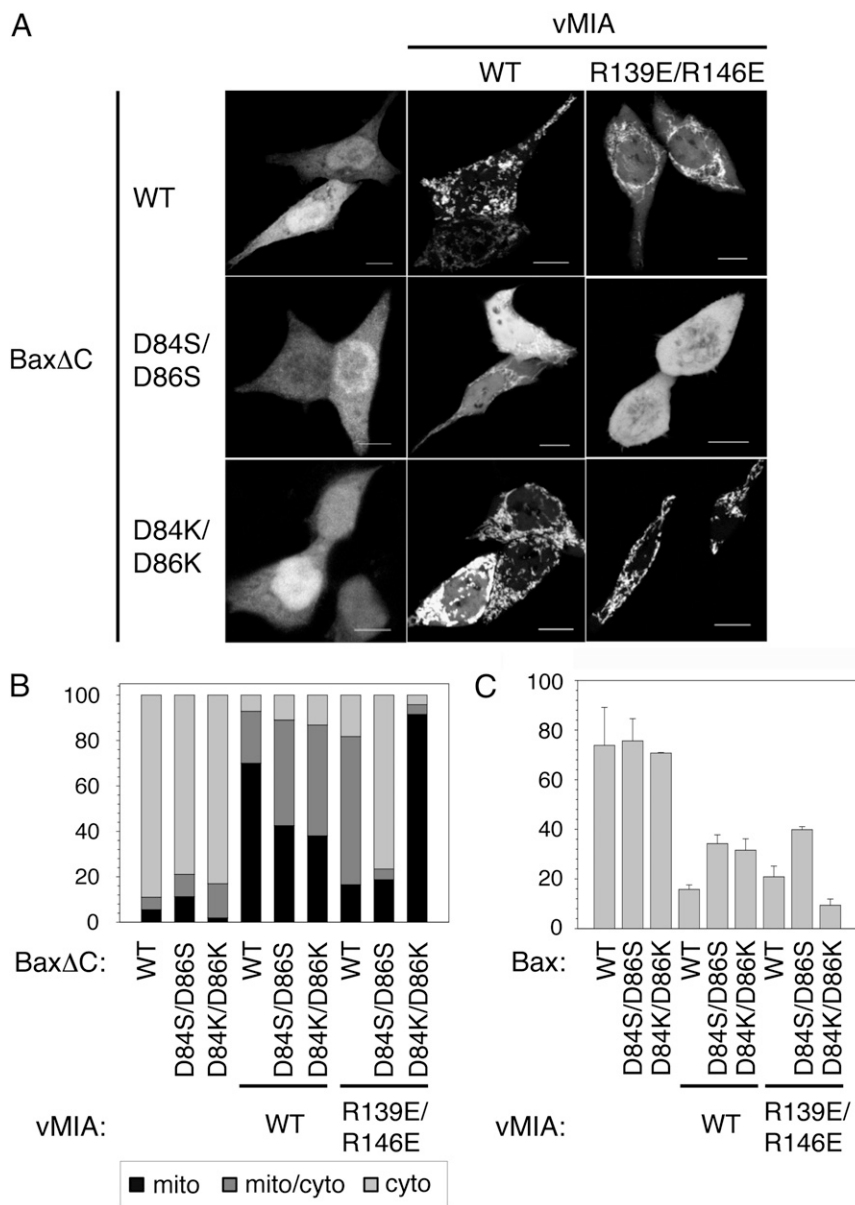 A
vMIA
WT R139E/R146E
BaxΔC
WT
D84S/
D86S
D84K/
D86K
B
100
80
60
40
20
0
BaxΔC: WT D84S/D86S D84K/D86K WT D84S/D86S D84K/D86K WT D84S/D86S D84K/D86K
vMIA: WT R139E/
R146E
mito mito/cyto cyto
C
100
80
60
40
20
0
Bax: WT D84S/D86S D84K/D86K WT D84S/D86S D84K/D86K WT D84S/D86S D84K/D86K
vMIA: WT R139E/
R146E